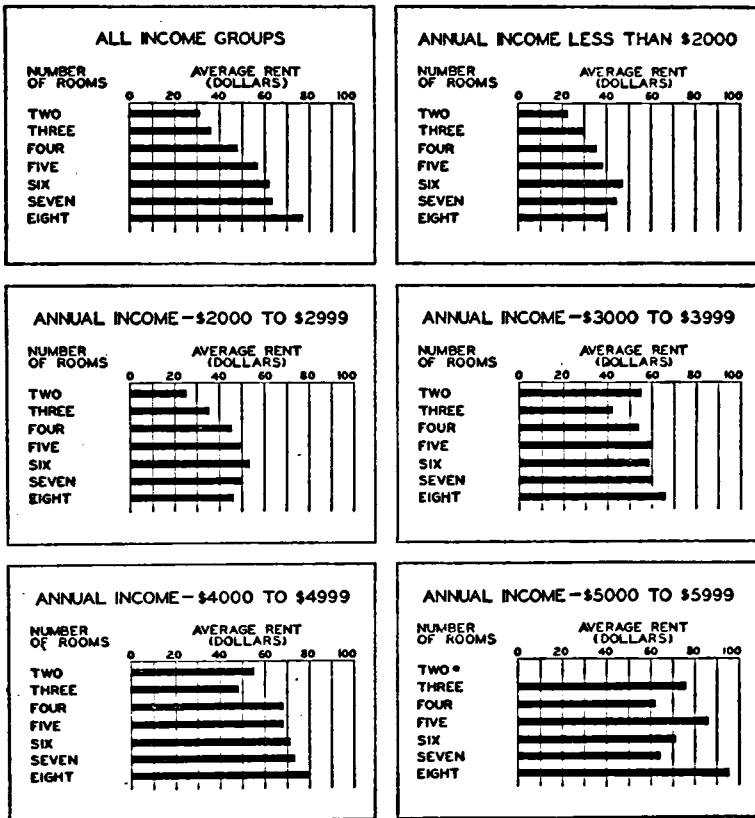 ALL INCOME GROUPS
NUMBER OF ROOMS
AVERAGE RENT (DOLLARS)
0 20 40 60 80 100
TWO
THREE
FOUR
FIVE
SIX
SEVEN
EIGHT
ANNUAL INCOME LESS THAN $2000
NUMBER OF ROOMS
AVERAGE RENT (DOLLARS)
0 20 40 60 80 100
TWO
THREE
FOUR
FIVE
SIX
SEVEN
EIGHT
ANNUAL INCOME-$2000 TO $2999
NUMBER OF ROOMS
AVERAGE RENT (DOLLARS)
0 20 40 60 80 100
TWO
THREE
FOUR
FIVE
SIX
SEVEN
EIGHT
ANNUAL INCOME-$3000 TO $3999
NUMBER OF ROOMS
AVERAGE RENT (DOLLARS)
0 20 40 60 80 100
TWO
THREE
FOUR
FIVE
SIX
SEVEN
EIGHT
ANNUAL INCOME-$4000 TO $4999
NUMBER OF ROOMS
AVERAGE RENT (DOLLARS)
0 20 40 60 80 100
TWO
THREE
FOUR
FIVE
SIX
SEVEN
EIGHT
ANNUAL INCOME-$5000 TO $5999
NUMBER OF ROOMS
AVERAGE RENT (DOLLARS)
0 20 40 60 80 100
TWO*
THREE
FOUR
FIVE
SIX
SEVEN
EIGHT